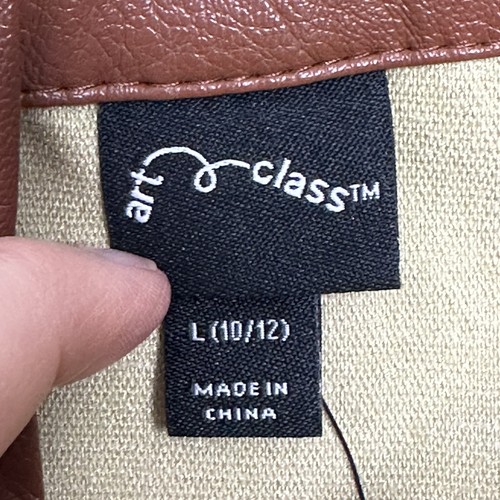 art class™
L (10/12)
MADE IN
CHINA